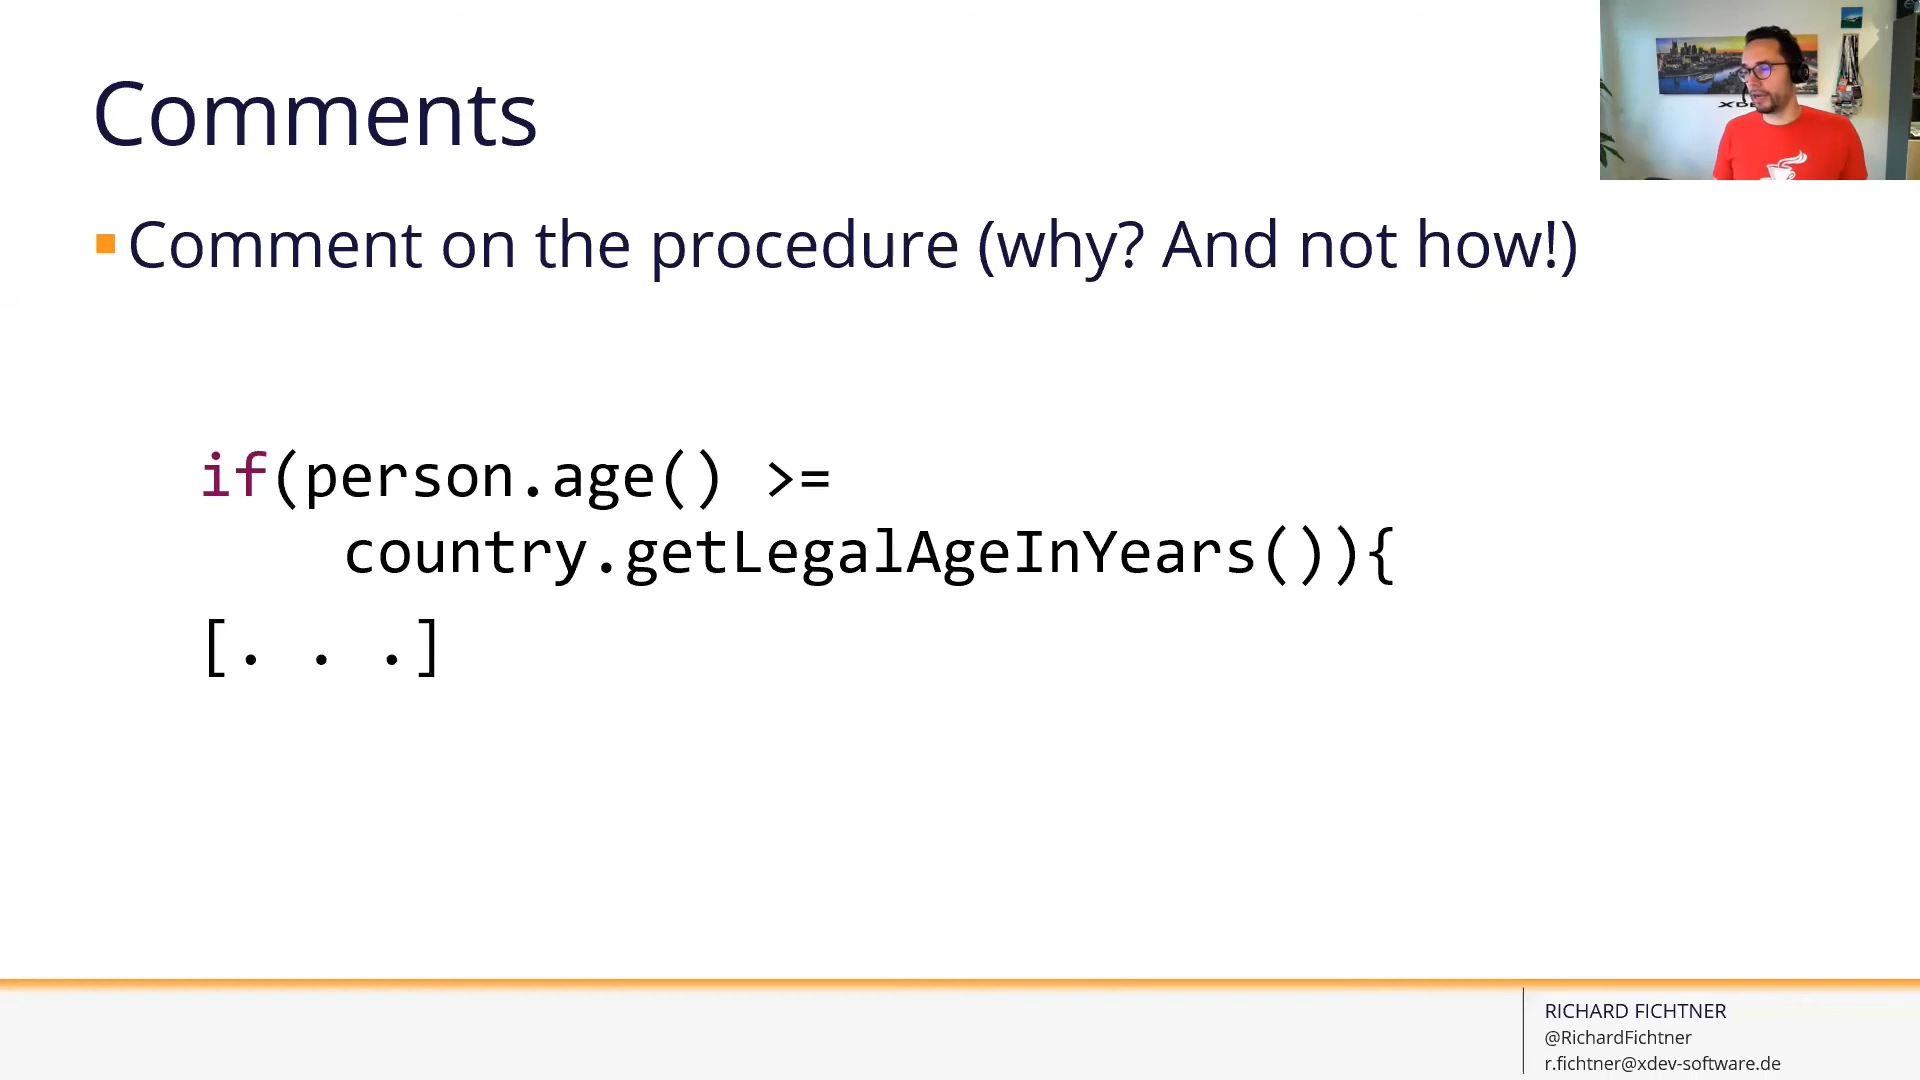 Comments
Comment on the procedure (why? And not how!)
if(person.age() >=
country.getLegalAgeInYears()){
[. . .]
RICHARD FICHTNER
@RichardFichtner
r.fichtner@xdev-software.de